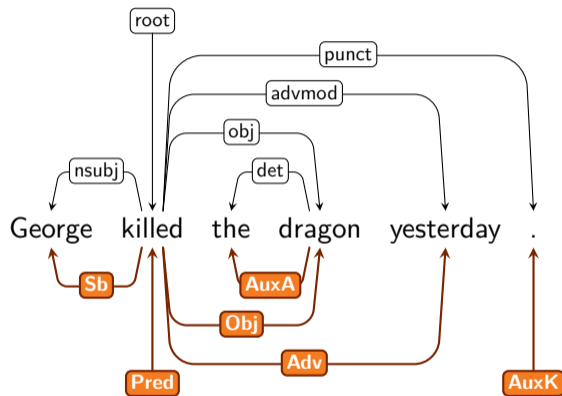 root
punct
advmod
obj
nsubj det
George killed the dragon yesterday .
Sb AuxA
Obj
Adv
Pred AuxK